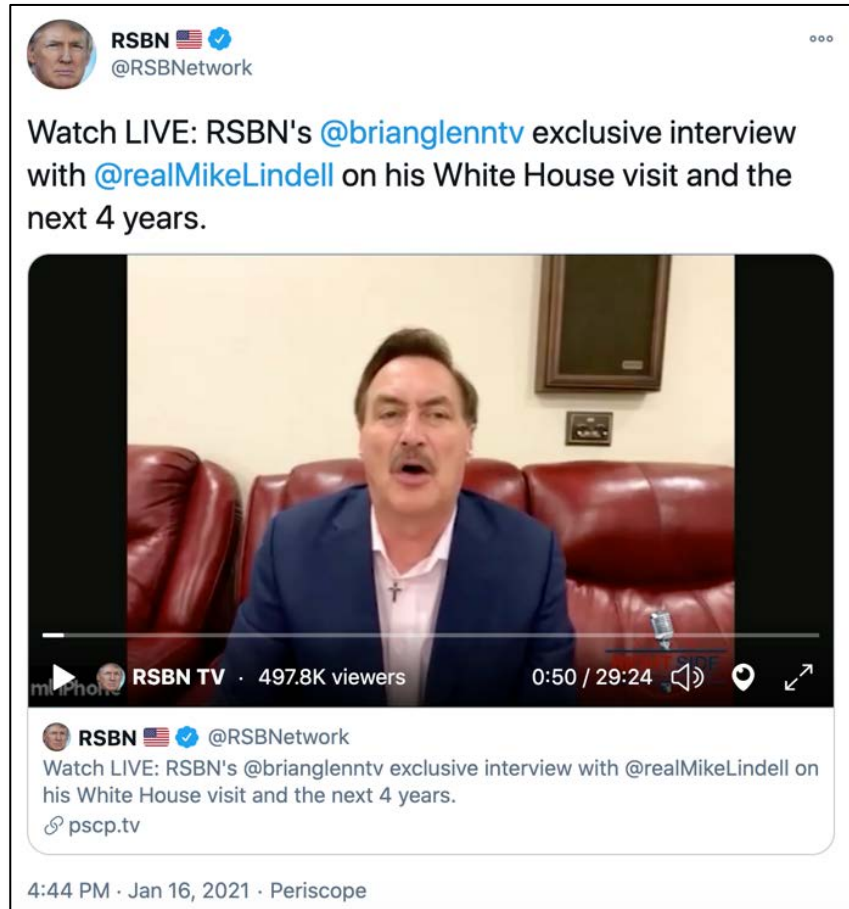 RSBN
@RSBNetwork
Watch LIVE: RSBN's @brianglenntv exclusive interview
with @realMikeLindell on his White House visit and the
next 4 years.
RSBN TV · 497.8K viewers
0:50 / 29:24
SIDE
RSBN @RSBNetwork
Watch LIVE: RSBN's @brianglenntv exclusive interview with @realMikeLindell on
his White House visit and the next 4 years.
pscp.tv
4:44 PM · Jan 16, 2021 · Periscope